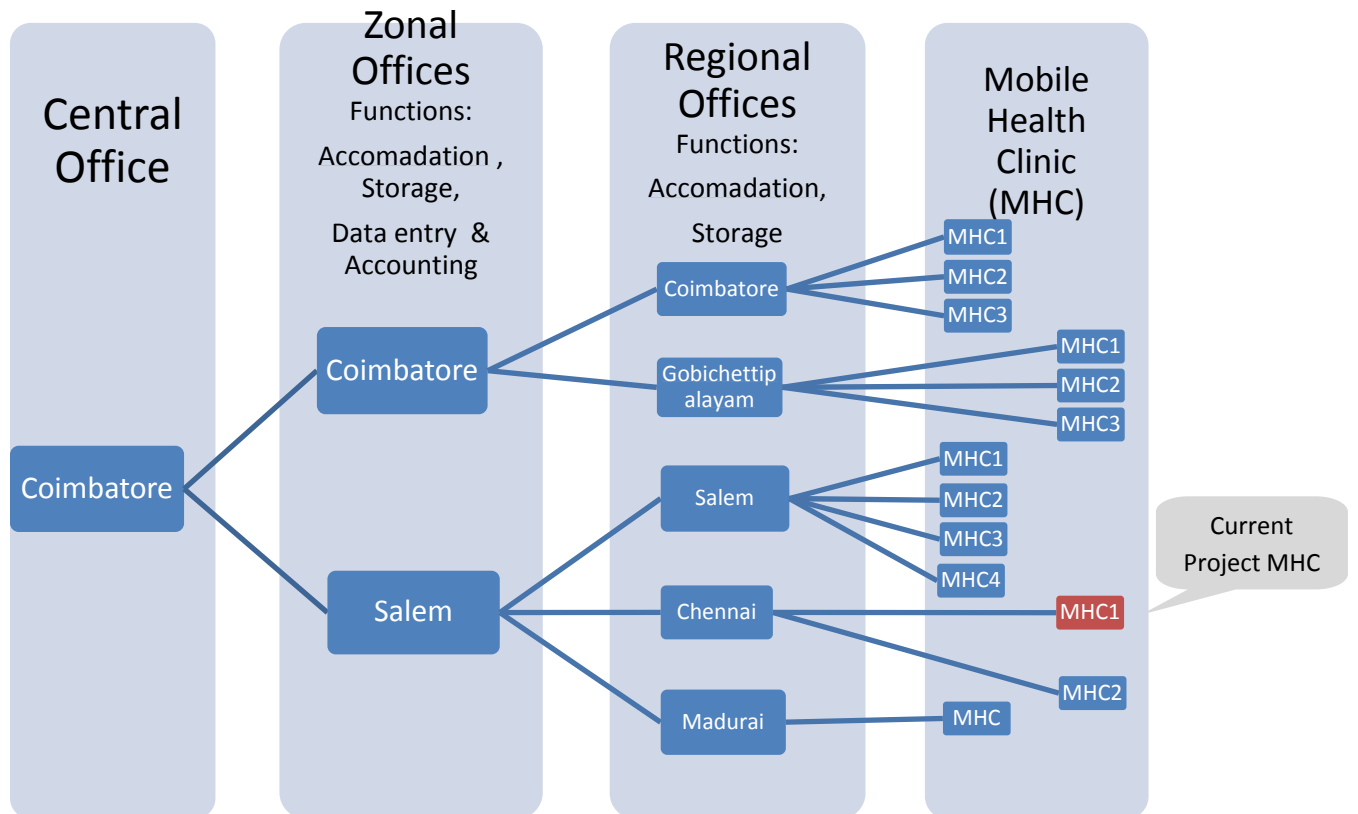 Central
Office
Coimbatore
Zonal
Offices
Functions:
Accomadation ,
Storage,
Data entry &
Accounting
Coimbatore
Salem
Regional
Offices
Functions:
Accomadation,
Storage
Coimbatore
Gobichettip
alayam
Salem
Chennai
Madurai
Mobile
Health
Clinic
(MHC)
MHC1
MHC2
MHC3
MHC1
MHC2
MHC3
MHC1
MHC2
MHC3
MHC4
MHC1
MHC2
MHC
Current
Project MHC